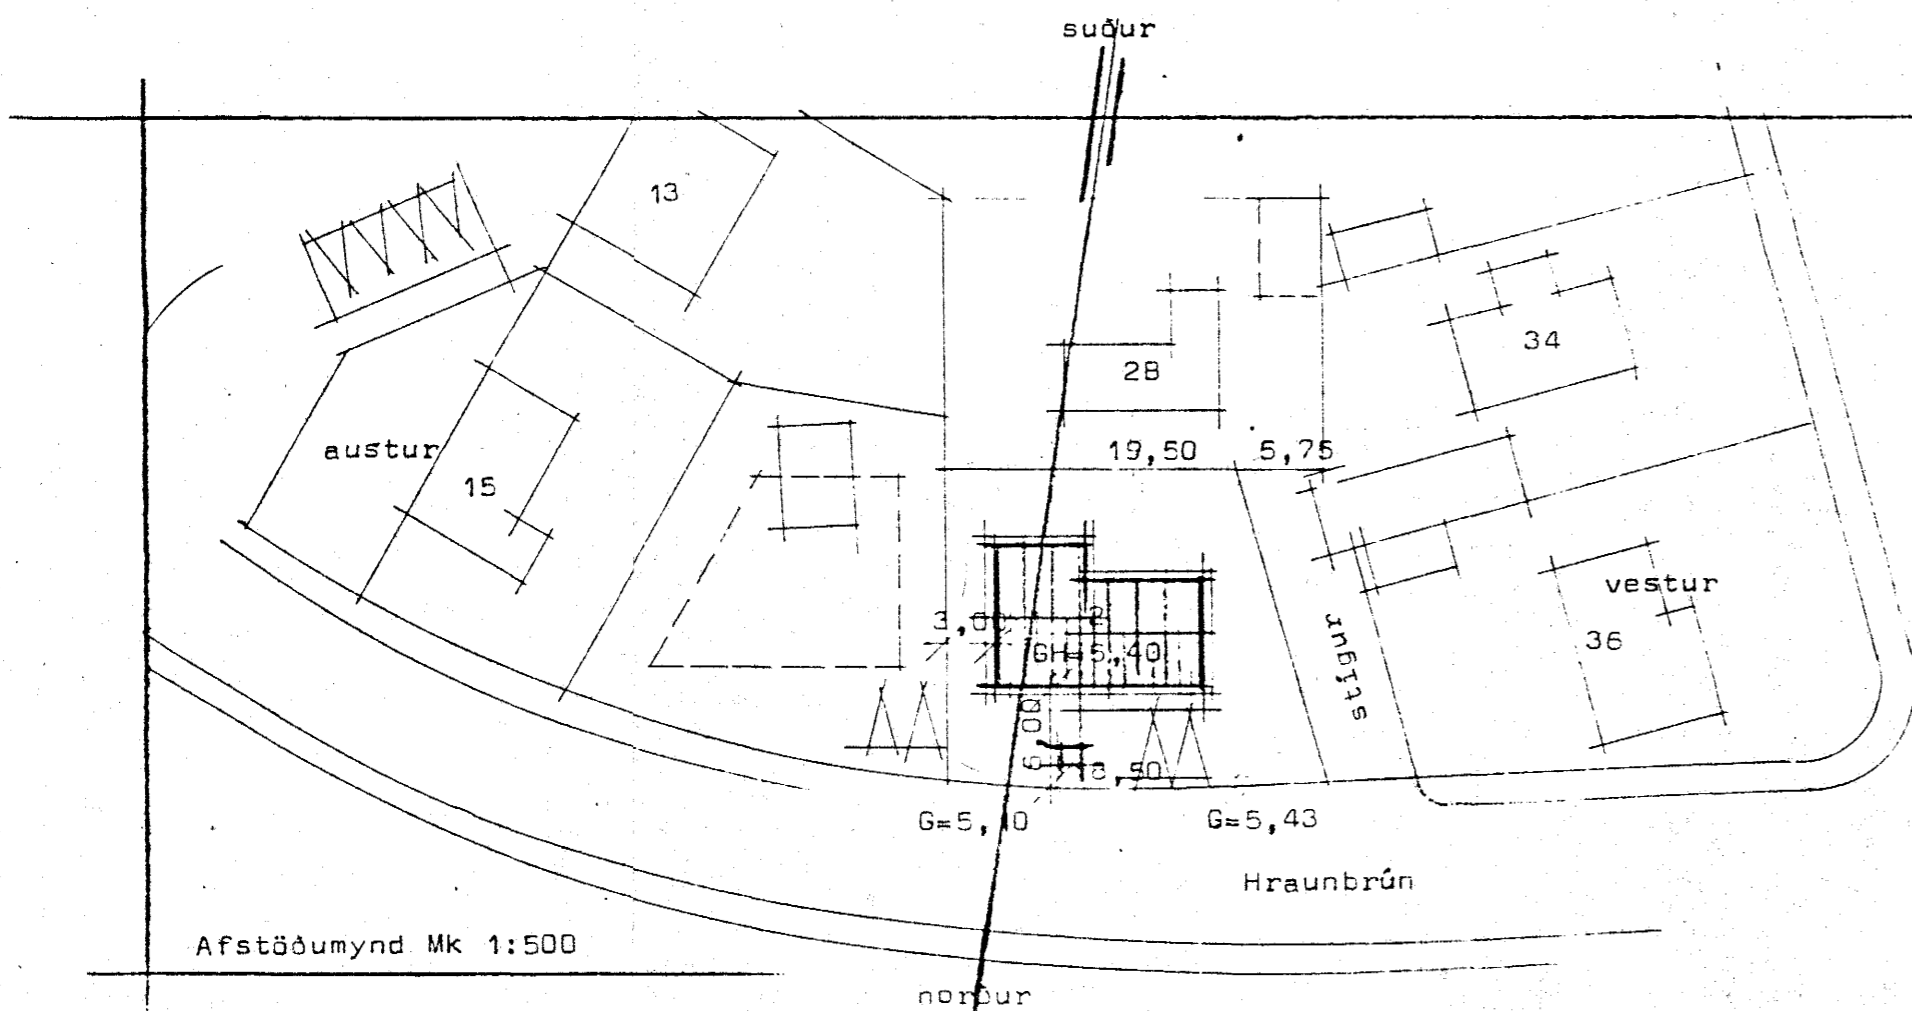 suður
13
34
28
austur
19,50 5,75
15
vestur
3,00
2
36
GH=5,40
stígur
6,00
8,50
G=5,10 G=5,43
Hraunbrún
Afstöðumynd Mk 1:500
norður